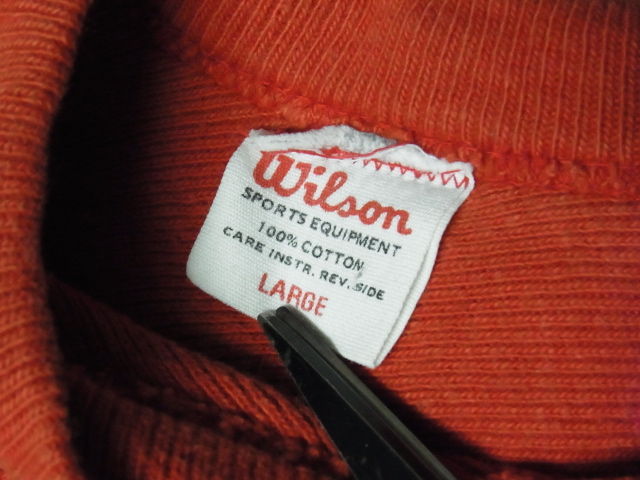 Wilson
SPORTS EQUIPMENT
100% COTTON
CARE INSTR. REV. SIDE
LARGE